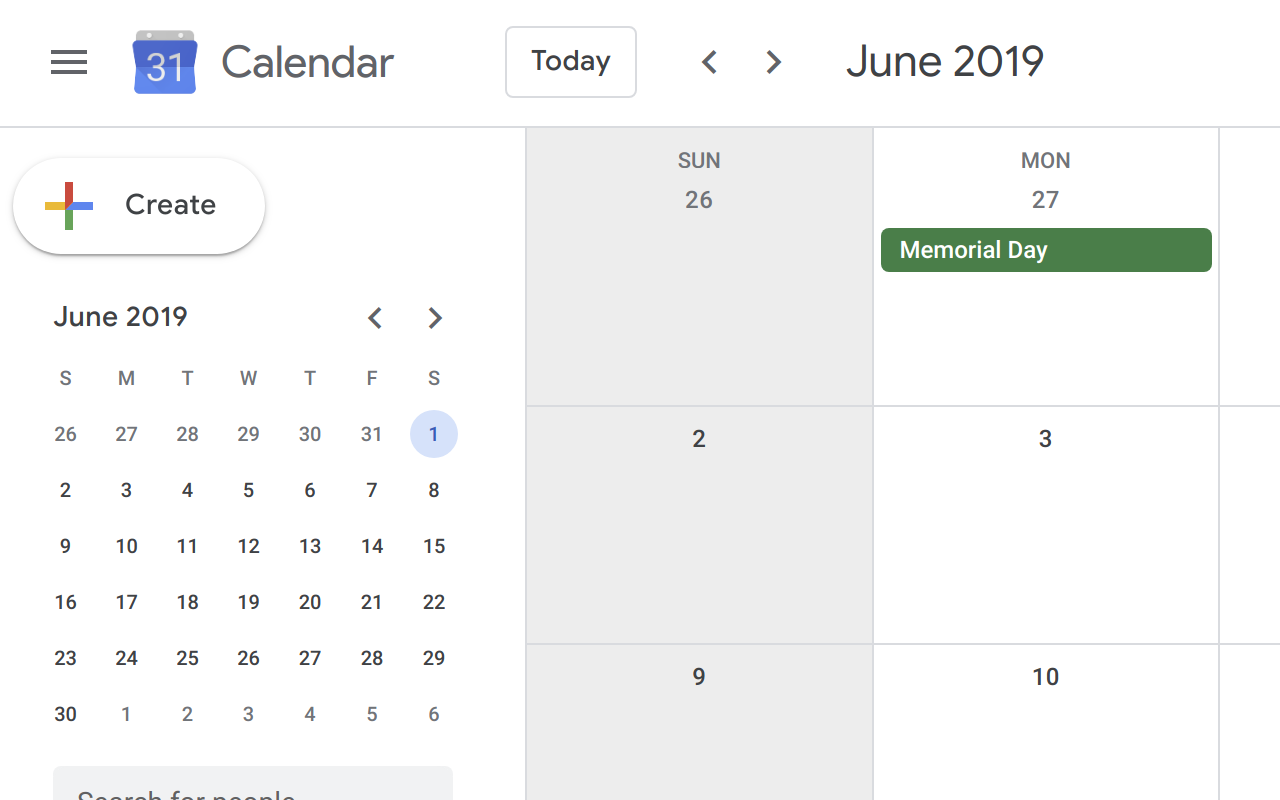 31 Calendar Today June 2019
Create
June 2019
S M T W T F S
26 27 28 29 30 31 1
2 3 4 5 6 7 8
9 10 11 12 13 14 15
16 17 18 19 20 21 22
23 24 25 26 27 28 29
30 1 2 3 4 5 6
Search for people
SUN MON
26 27
Memorial Day
2 3
9 10